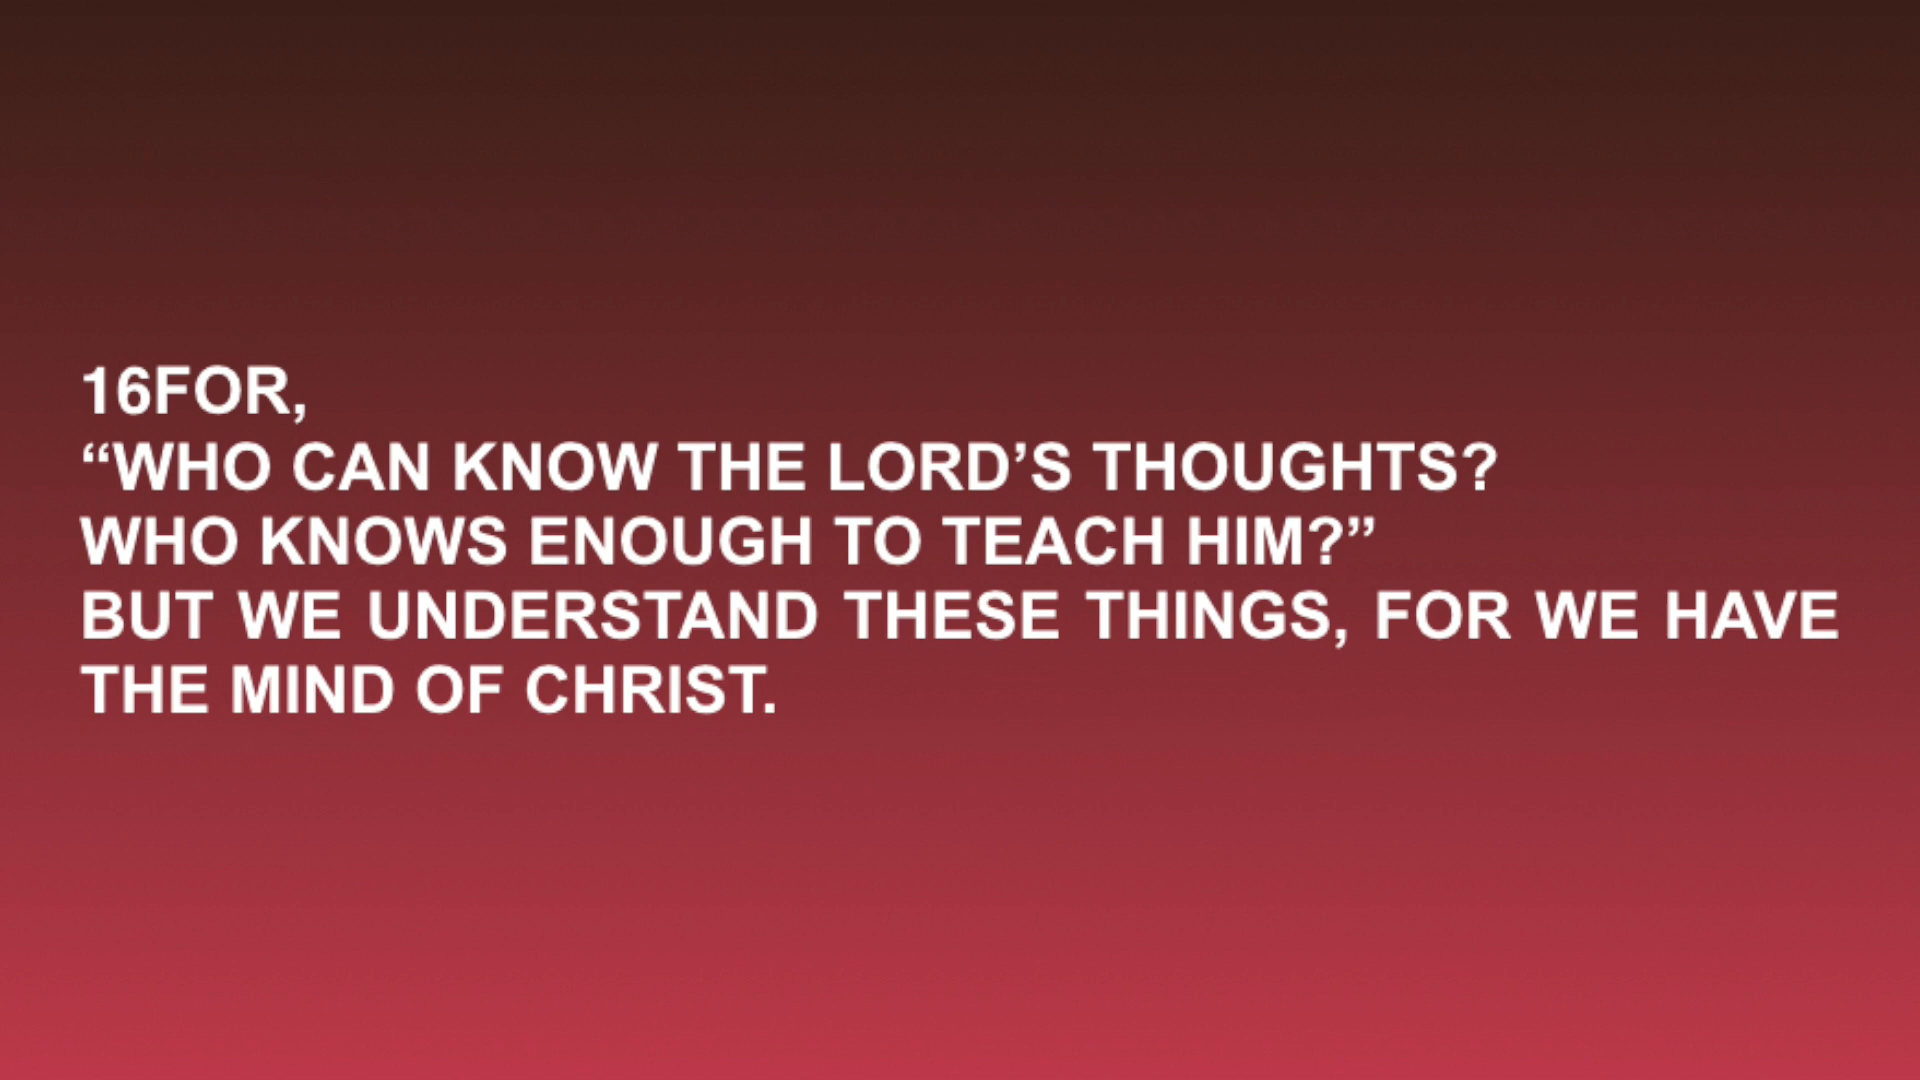 16FOR,
“WHO CAN KNOW THE LORD’S THOUGHTS?
WHO KNOWS ENOUGH TO TEACH HIM?”
BUT WE UNDERSTAND THESE THINGS, FOR WE HAVE
THE MIND OF CHRIST.